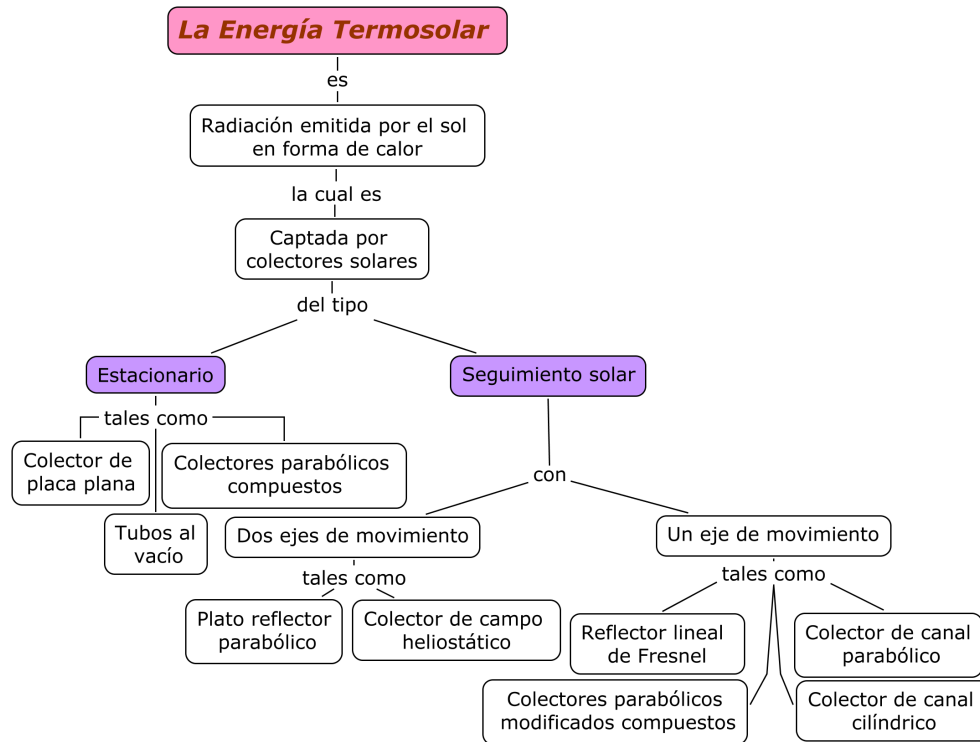 La Energía Termosolar
es
Radiación emitida por el sol
en forma de calor
la cual es
Captada por
colectores solares
del tipo
Estacionario
Seguimiento solar
tales como
Colector de
placa plana
Colectores parabólicos
compuestos
Tubos al
vacío
con
Dos ejes de movimiento
Un eje de movimiento
tales como
Plato reflector
parabólico
Colector de campo
heliostático
tales como
Reflector lineal
de Fresnel
Colector de canal
parabólico
Colectores parabólicos
modificados compuestos
Colector de canal
cilíndrico